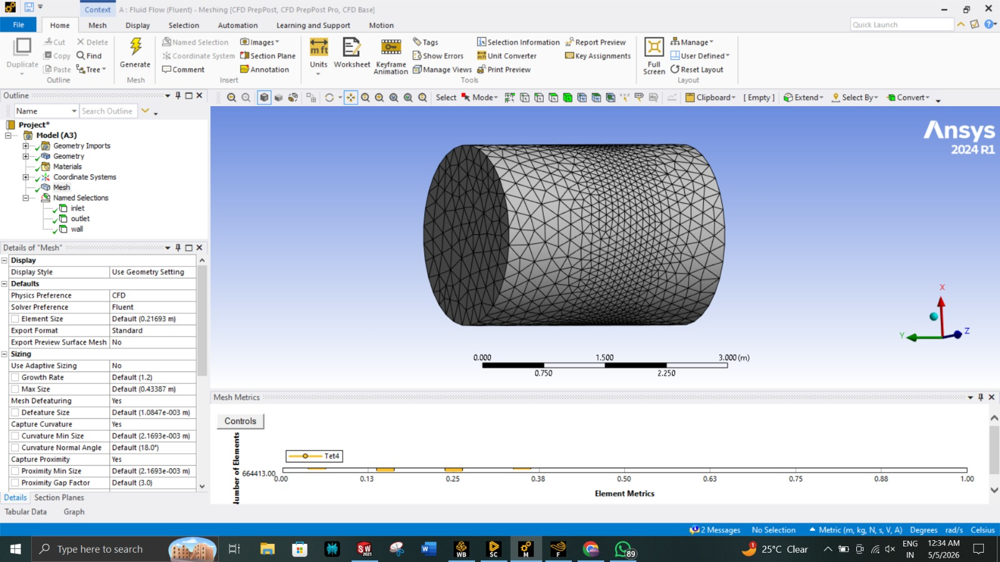 Context
A : Fluid Flow (Fluent) - Meshing [CFD PrepPost, CFD PrepPost Pro, CFD Base]
File Home Mesh Display Selection Automation Learning and Support Motion
Quick Launch
Duplicate
Cut Delete
Copy Find
Paste Tree
Outline
Generate
Mesh
Named Selection Images
Coordinate System Section Plane
Comment Annotation
Insert
mft
Units Worksheet Keyframe Animation
Tags Selection Information Report Preview
Show Errors Unit Converter Key Assignments
Manage Views Print Preview
Tools
Full Screen
Manage
User Defined
Reset Layout
Layout
Outline
Select Mode Clipboard [ Empty ] Extend Select By Convert
Name Search Outline
Project*
Model (A3)
Geometry Imports
Geometry
Materials
Coordinate Systems
Mesh
Named Selections
inlet
outlet
wall
Details of "Mesh"
Display
Display Style Use Geometry Setting
Defaults
Physics Preference CFD
Solver Preference Fluent
Element Size Default (0.21693 m)
Export Format Standard
Export Preview Surface Mesh No
Sizing
Use Adaptive Sizing No
Growth Rate Default (1.2)
Max Size Default (0.43387 m)
Mesh Defeaturing Yes
Defeature Size Default (1.0847e-003 m)
Capture Curvature Yes
Curvature Min Size Default (2.1693e-003 m)
Curvature Normal Angle Default (18.0°)
Capture Proximity Yes
Proximity Min Size Default (2.1693e-003 m)
Proximity Gap Factor Default (3.0)
Details Section Planes
Tabular Data Graph
Ansys
2024 R1
X
Y
Z
0.000 1.500 3.000 (m)
0.750 2.250
Mesh Metrics
Controls
Tet4
Number of Elements
664413.00
0.00 0.13 0.25 0.38 0.50 0.63 0.75 0.88 1.00
Element Metrics
2 Messages No Selection Metric (m, kg, N, s, V, A) Degrees rad/s Celsius
Type here to search
SW
2023
WB
SC
M
F
89
1
25°C Clear
ENG
IN
12:34 AM
5/5/2026